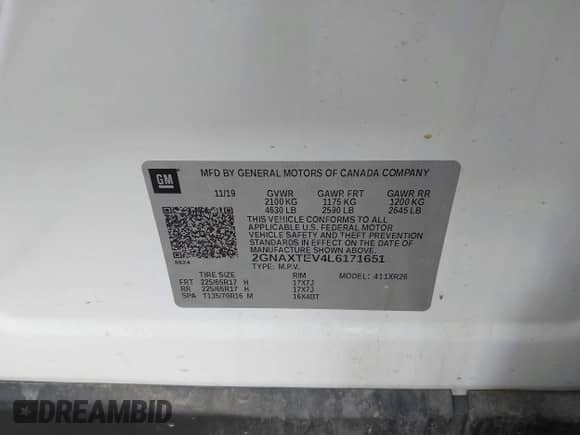 GM MFD BY GENERAL MOTORS OF CANADA COMPANY
11/19 GVWR GAWR FRT GAWR RR
2100 KG 1175 KG 1200 KG
4630 LB 2590 LB 2645 LB
THIS VEHICLE CONFORMS TO ALL
APPLICABLE U.S. FEDERAL MOTOR
VEHICLE SAFETY AND THEFT PREVENTION
STANDARDS IN EFFECT ON THE DATE OF
MANUFACTURE SHOWN ABOVE.
2GNAXTEV4L6171651
TYPE: M.P.V. MODEL: 411XR26
TIRE SIZE RIM
FRT 225/65R17 H 17X7J
RR 225/65R17 H 17X7J
SPA T135/70R16 M 16X4BT
DREAMBID